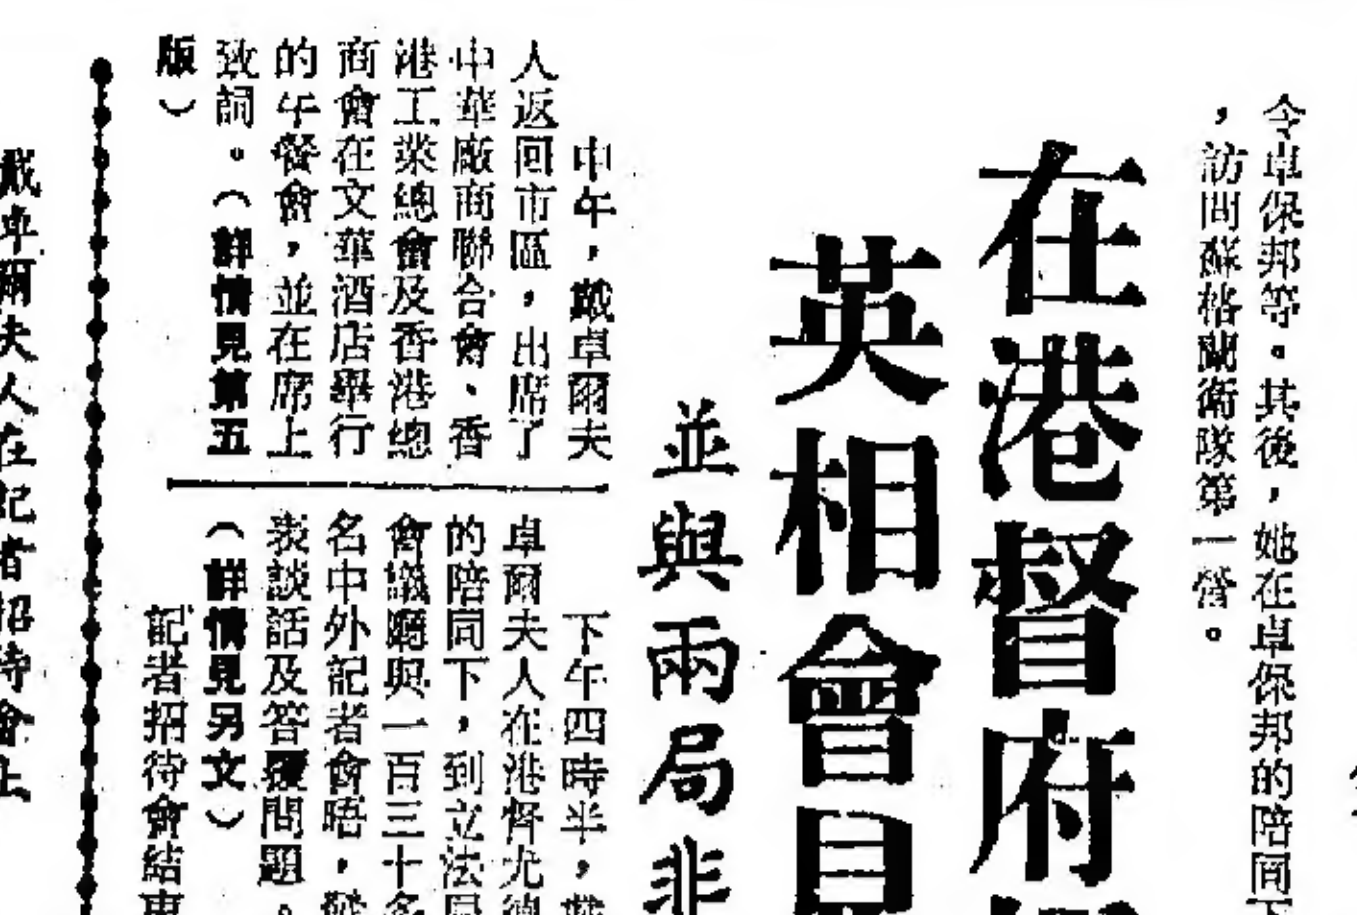 令卓保邦等。其後，她在卓保邦的陪同下
，訪問蘇格蘭衛隊第一營。
在港督府
英相會見
並與兩局非
中午，戴卓爾夫
人返回市區，出席了
中華廠商聯合會、香
港工業總會及香港總
商會在文華酒店舉行
的午餐會，並在席上
致詞。（詳情見第五
版）
下午四時半，戴
卓爾夫人在港督尤德
的陪同下，到立法局
會議廳與一百三十多
名中外記者會晤，發
表談話及答覆問題。
（詳情見另文）
記者招待會結束
戴卓爾夫人在記者招待會上